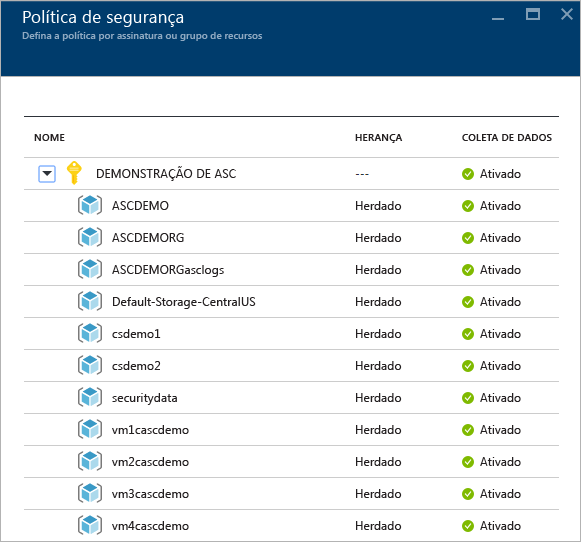 Política de segurança
Defina a política por assinatura ou grupo de recursos
NOME HERANÇA COLETA DE DADOS
DEMONSTRAÇÃO DE ASC --- Ativado
ASCDEMO Herdado Ativado
ASCDEMORG Herdado Ativado
ASCDEMORGasclogs Herdado Ativado
Default-Storage-CentralUS Herdado Ativado
csdemo1 Herdado Ativado
csdemo2 Herdado Ativado
securitydata Herdado Ativado
vm1cascdemo Herdado Ativado
vm2cascdemo Herdado Ativado
vm3cascdemo Herdado Ativado
vm4cascdemo Herdado Ativado